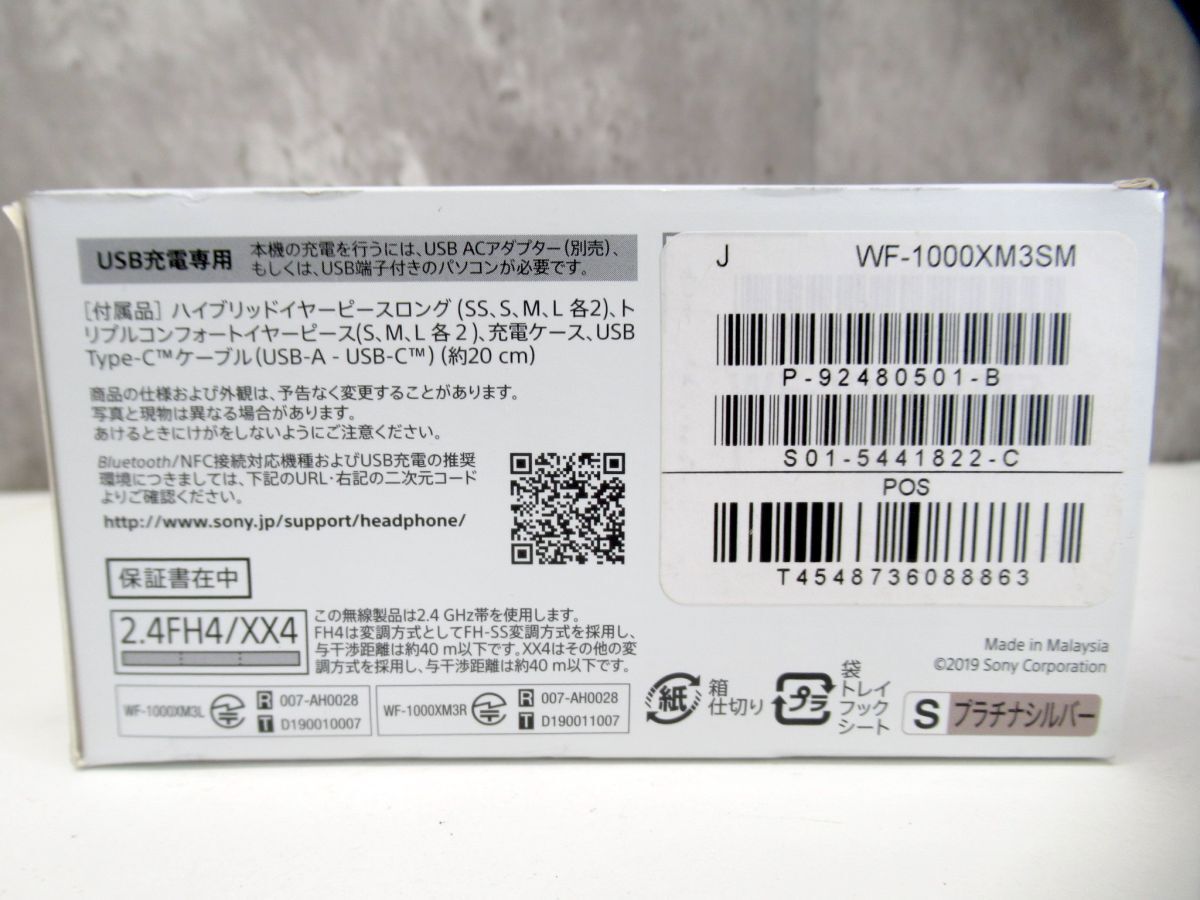 USB充電専用
本機の充電を行うには、USB ACアダプター(別売)、
もしくは、USB端子付きのパソコンが必要です。
[付属品] ハイブリッドイヤーピースロング (SS、S、M、L 各2)、ト
リプルコンフォートイヤーピース(S、M、L 各2)、充電ケース、USB
Type-C™ケーブル(USB-A - USB-C™) (約20 cm)
商品の仕様および外観は、予告なく変更することがあります。
写真と現物は異なる場合があります。
あけるときにけがをしないようにご注意ください。
Bluetooth/NFC接続対応機種およびUSB充電の推奨
環境につきましては、下記のURL・右記の二次元コード
よりご確認ください。
http://www.sony.jp/support/headphone/
保証書在中
2.4FH4/XX4
この無線製品は2.4 GHz帯を使用します。
FH4は変調方式としてFH-SS変調方式を採用し、
与干渉距離は約40 m以下です。XX4はその他の変
調方式を採用し、与干渉距離は約40 m以下です。
WF-1000XM3L
R 007-AH0028
T D190010007
WF-1000XM3R
R 007-AH0028
T D190011007
J WF-1000XM3SM
P-92480501-B
S01-5441822-C
POS
T4548736088863
Made in Malaysia
©2019 Sony Corporation
紙
箱
仕切り
プラ
袋
トレイ
フック
シート
S プラチナシルバー